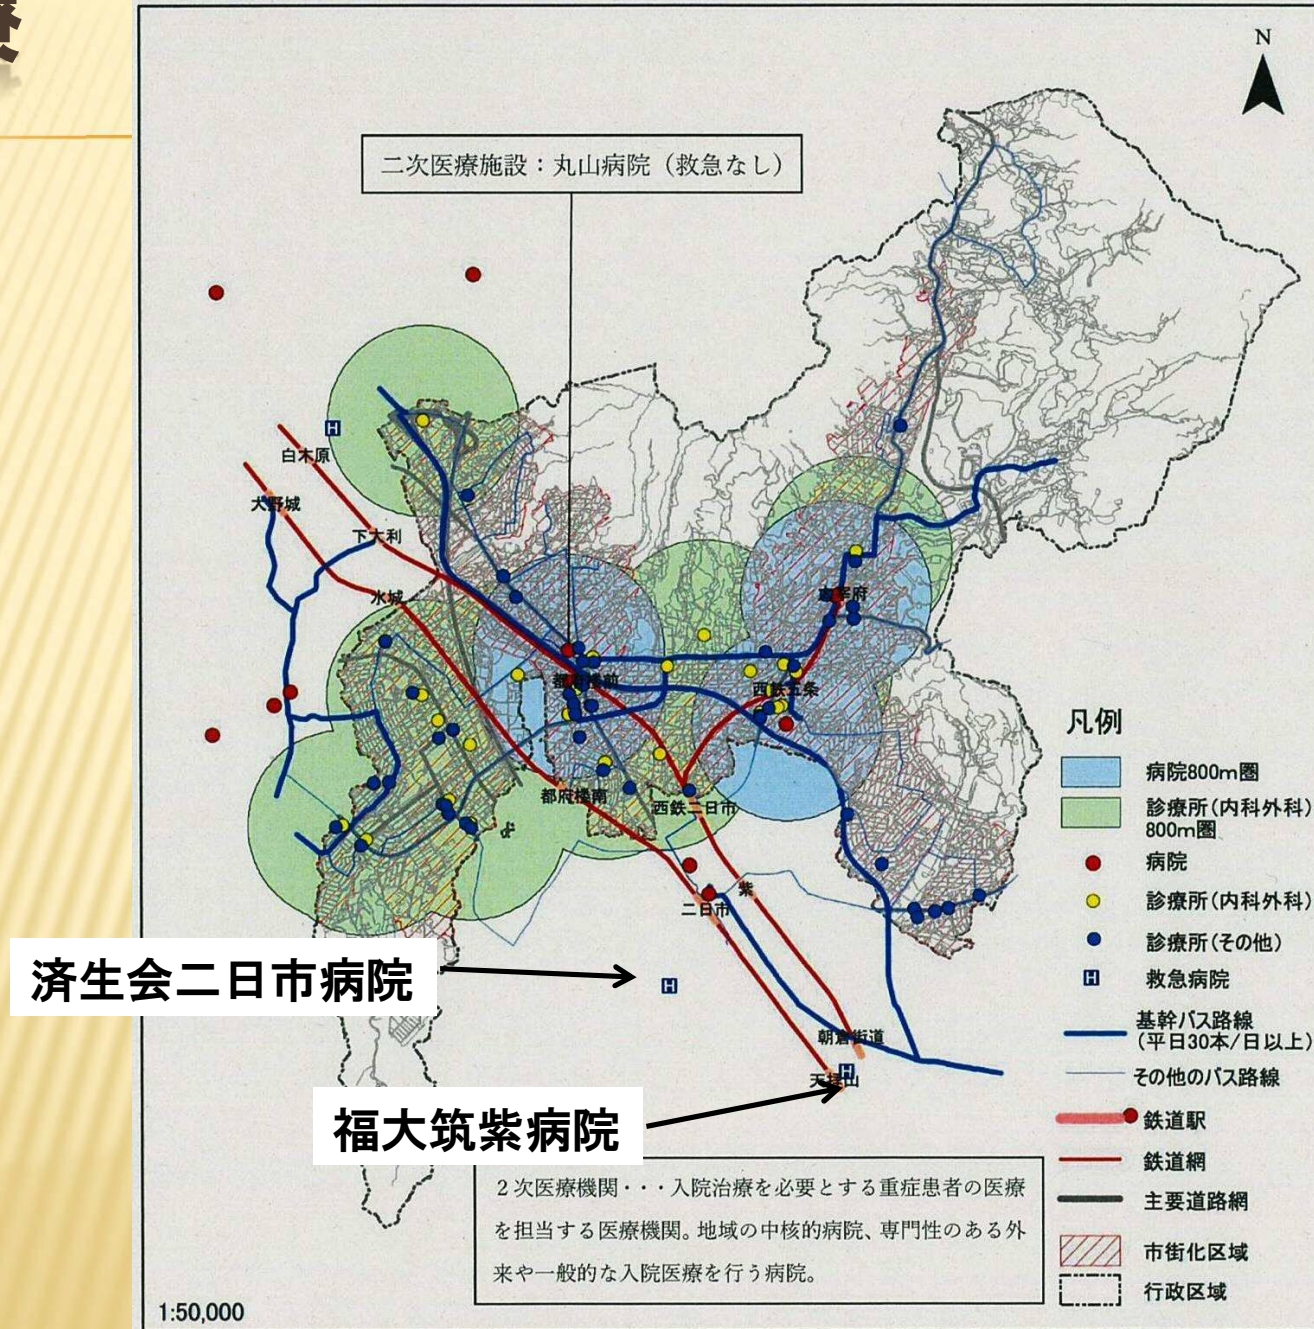 療
N
二次医療施設：丸山病院（救急なし）
白木原
大野城
下大利
水城
太宰府
都府楼前
西鉄五条
都府楼南
西鉄二日市
紫
二日市
済生会二日市病院
H
H
朝倉街道
H
天拝山
福大筑紫病院
凡例
病院800m圏
診療所(内科外科)
800m圏
病院
診療所(内科外科)
診療所(その他)
H 救急病院
基幹バス路線
(平日30本/日以上)
その他のバス路線
鉄道駅
鉄道網
主要道路網
市街化区域
行政区域
２次医療機関・・・入院治療を必要とする重症患者の医療
を担当する医療機関。地域の中核的病院、専門性のある外
来や一般的な入院医療を行う病院。
1:50,000